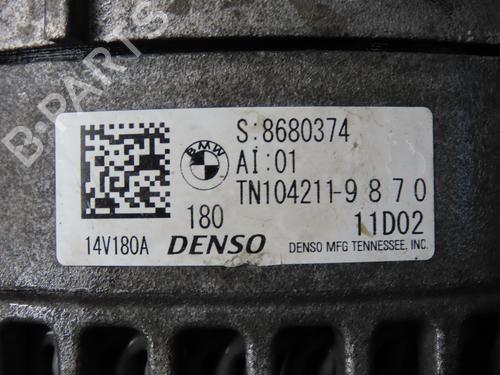 B-PARTS
BMW
S:8680374
AI:01
TN104211-9870
180
11D02
14V180A DENSO DENSO MFG TENNESSEE, INC.